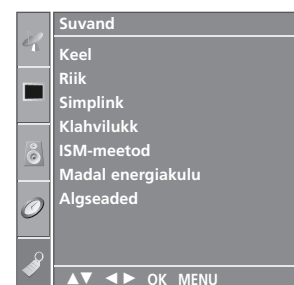 Suvand
Keel
Riik
Simplink
Klahvilukk
ISM-meetod
Madal energiakulu
Algseaded
▲▼ ◀▶ OK MENU